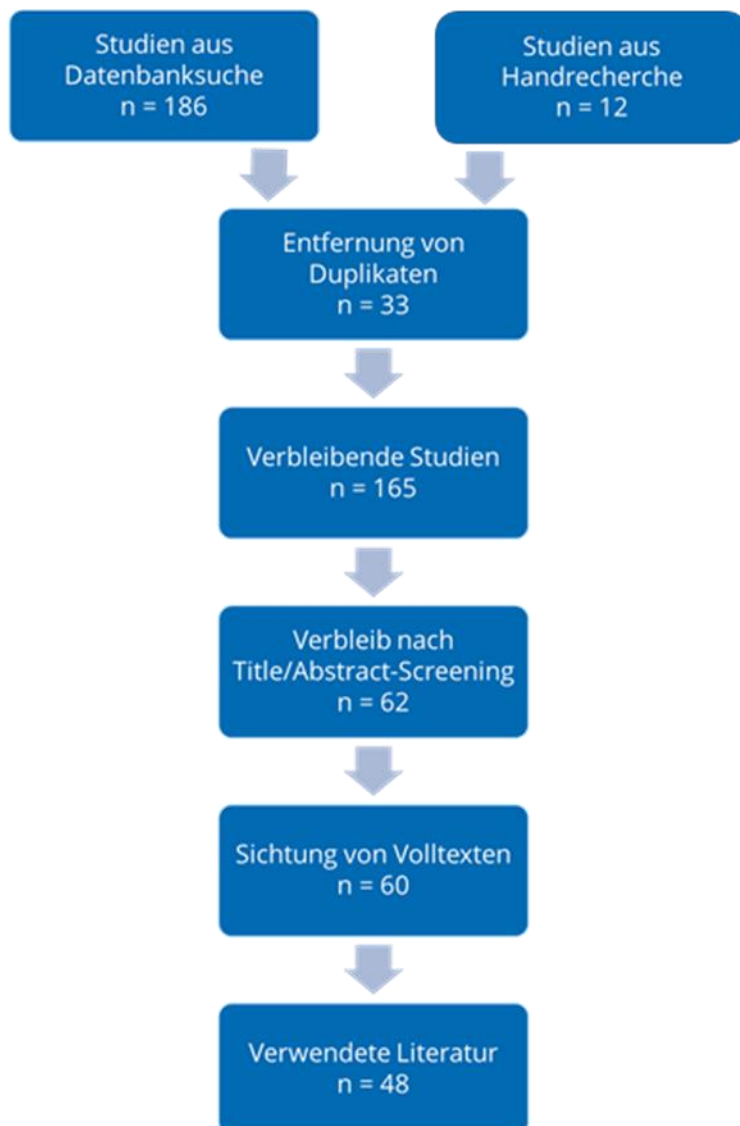 Studien aus
Datenbanksuche
n = 186
Studien aus
Handrecherche
n = 12
Entfernung von
Duplikaten
n = 33
Verbleibende Studien
n = 165
Verbleib nach
Title/Abstract-Screening
n = 62
Sichtung von Volltexten
n = 60
Verwendete Literatur
n = 48